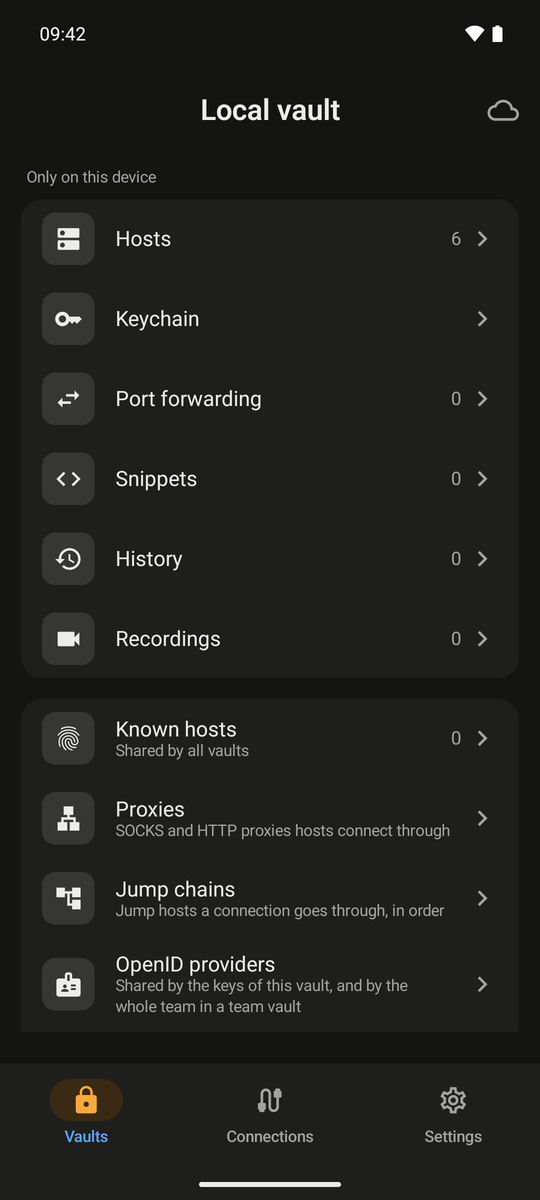 09:42
Local vault
Only on this device
Hosts 6
Keychain
Port forwarding 0
Snippets 0
History 0
Recordings 0
Known hosts 0
Shared by all vaults
Proxies
SOCKS and HTTP proxies hosts connect through
Jump chains
Jump hosts a connection goes through, in order
OpenID providers
Shared by the keys of this vault, and by the
whole team in a team vault
Vaults Connections Settings